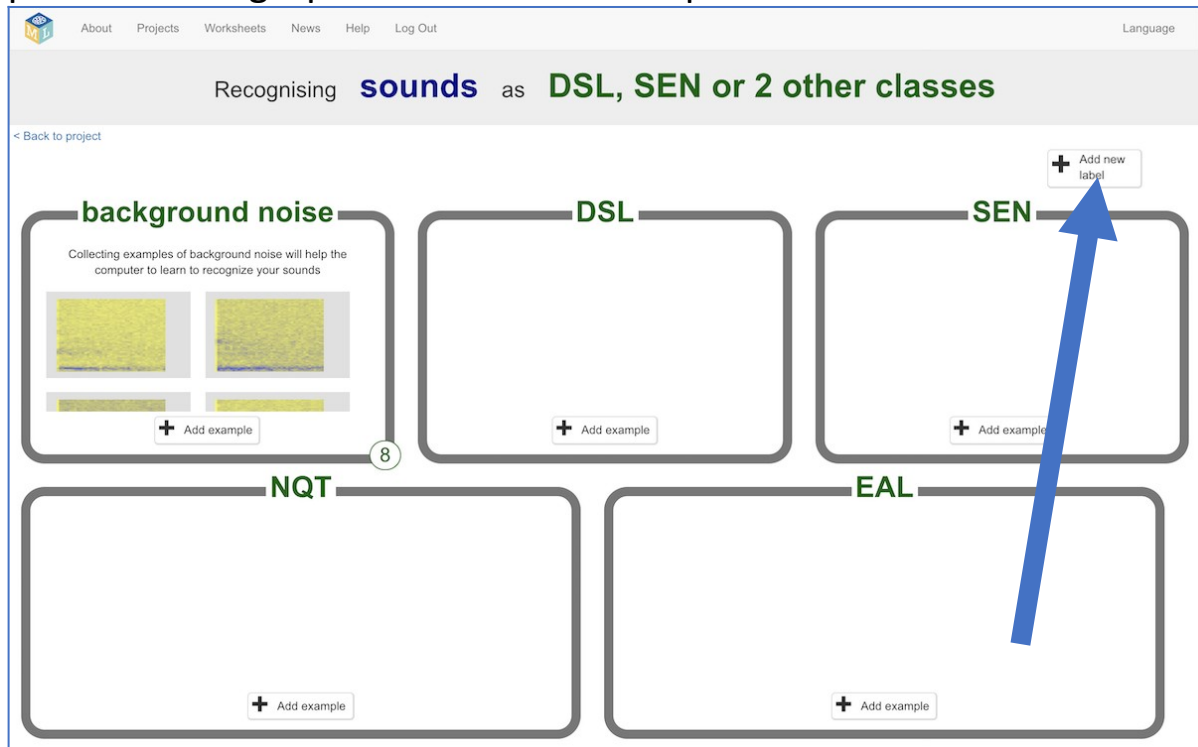 About Projects Worksheets News Help Log Out Language
Recognising sounds as DSL, SEN or 2 other classes
< Back to project
Add new
label
background noise DSL SEN
Collecting examples of background noise will help the
computer to learn to recognize your sounds
Add example Add example Add example
8
NQT EAL
Add example Add example